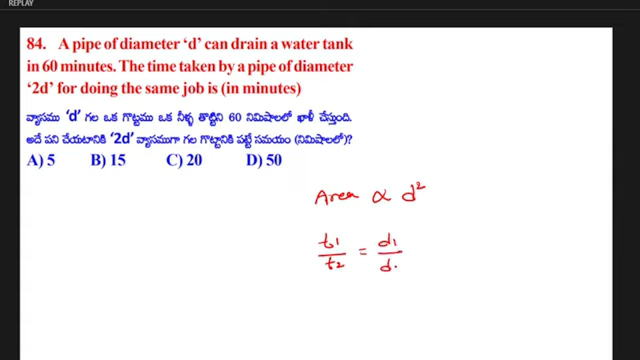 REPLAY
84. A pipe of diameter ‘d’ can drain a water tank
in 60 minutes. The time taken by a pipe of diameter
‘2d’ for doing the same job is (in minutes)
వ్యాసము ‘d’ గల ఒక గొట్టము ఒక నీళ్ళ తొట్టిని 60 నిమిషాలలో ఖాళీ చేస్తుంది.
అదే పని చేయటానికి ‘2d’ వ్యాసముగా గల గొట్టానికి పట్టే సమయం (నిమిషాలలో)?
A) 5 B) 15 C) 20 D) 50
Area ∝ d²
t1/t2 = d1/d.